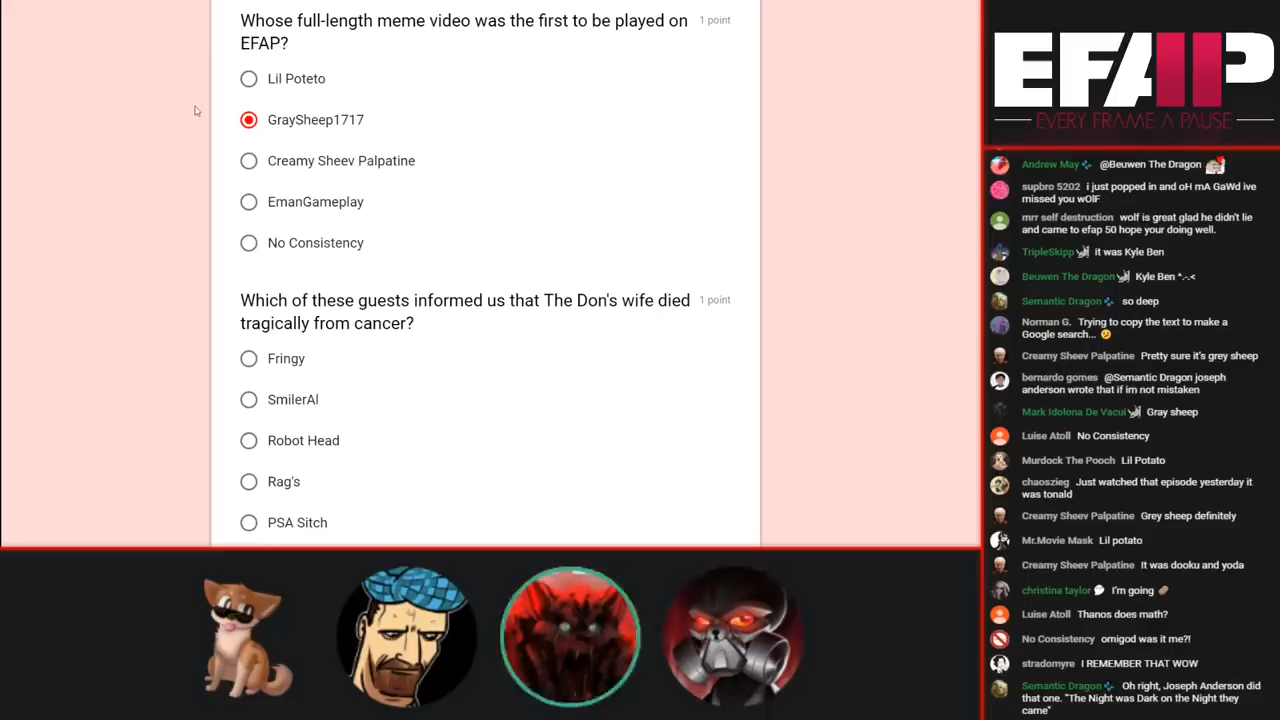 Whose full-length meme video was the first to be played on
EFAP?
1 point
Lil Poteto
GraySheep1717
Creamy Sheev Palpatine
EmanGameplay
No Consistency
Which of these guests informed us that The Don's wife died
tragically from cancer?
1 point
Fringy
SmilerAl
Robot Head
Rag's
PSA Sitch
EFAP
EVERY FRAME A PAUSE
Andrew May @Beuwen The Dragon
supbro 5202 i just popped in and oH mA GaWd ive
missed you wOlF
mrr self destruction wolf is great glad he didn't lie
and came to efap 50 hope your doing well.
TripleSkipp it was Kyle Ben
Beuwen The Dragon Kyle Ben ^.-.<
Semantic Dragon so deep
Norman G. Trying to copy the text to make a
Google search...
Creamy Sheev Palpatine Pretty sure it's grey sheep
bernardo gomes @Semantic Dragon joseph
anderson wrote that if im not mistaken
Mark Idolona De Vacui Gray sheep
Luise Atoll No Consistency
Murdock The Pooch Lil Potato
chaoszieg Just watched that episode yesterday it
was tonald
Creamy Sheev Palpatine Grey sheep definitely
Mr.Movie Mask Lil potato
Creamy Sheev Palpatine It was dooku and yoda
christina taylor I'm going
Luise Atoll Thanos does math?
No Consistency omigod was it me?!
stradomyre I REMEMBER THAT WOW
Semantic Dragon Oh right, Joseph Anderson did
that one. "The Night was Dark on the Night they
came"